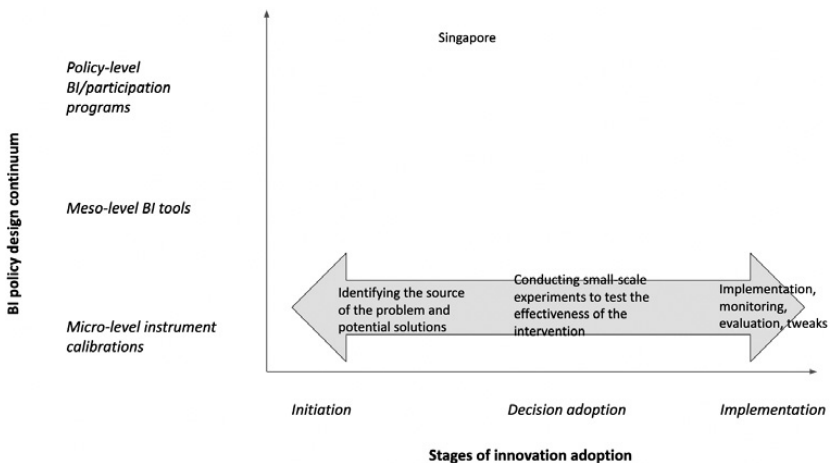 Singapore
Policy-level
BI/participation
programs
BI policy design continuum
Meso-level BI tools
Micro-level instrument
calibrations
Identifying the source
of the problem and
potential solutions
Conducting small-scale
experiments to test the
effectiveness of the
intervention
Implementation,
monitoring,
evaluation, tweaks
Initiation
Decision adoption
Implementation
Stages of innovation adoption